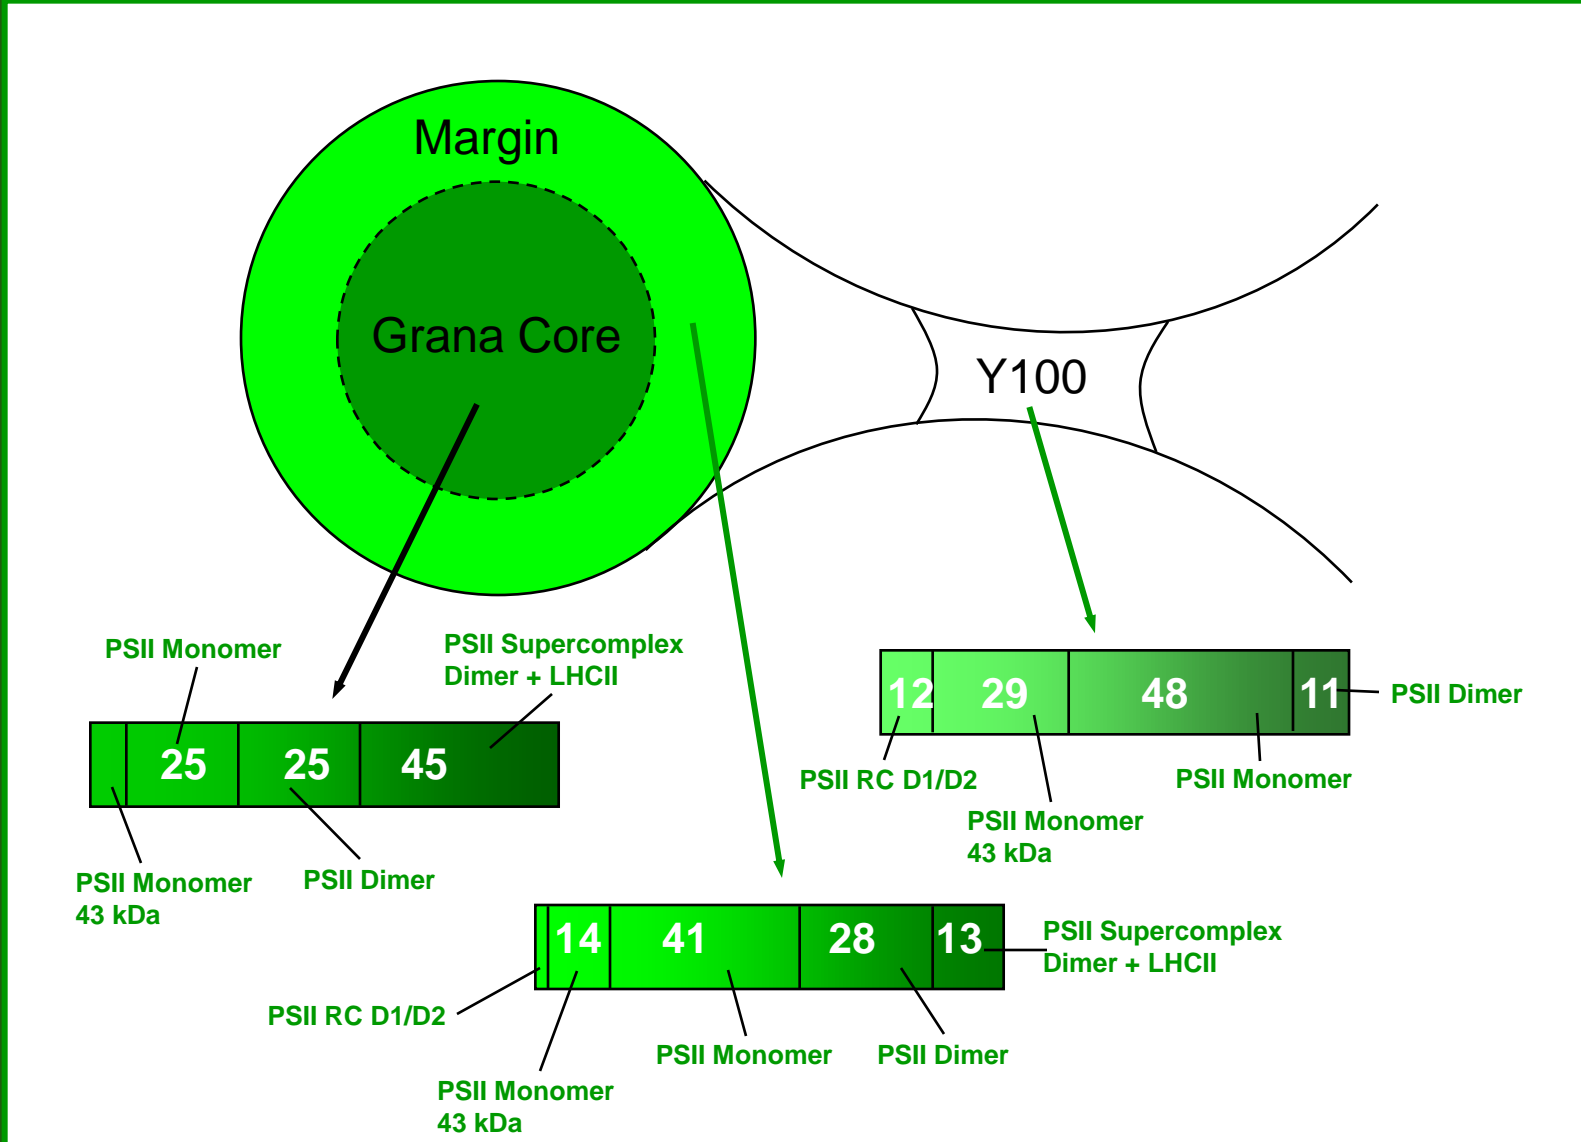 Margin
Grana Core
Y100
PSII Monomer
PSII Supercomplex
Dimer + LHCII
25
25
45
PSII Monomer
43 kDa
PSII Dimer
12
29
48
11
PSII Dimer
PSII RC D1/D2
PSII Monomer
43 kDa
PSII Monomer
14
41
28
13
PSII Supercomplex
Dimer + LHCII
PSII RC D1/D2
PSII Monomer
43 kDa
PSII Monomer
PSII Dimer